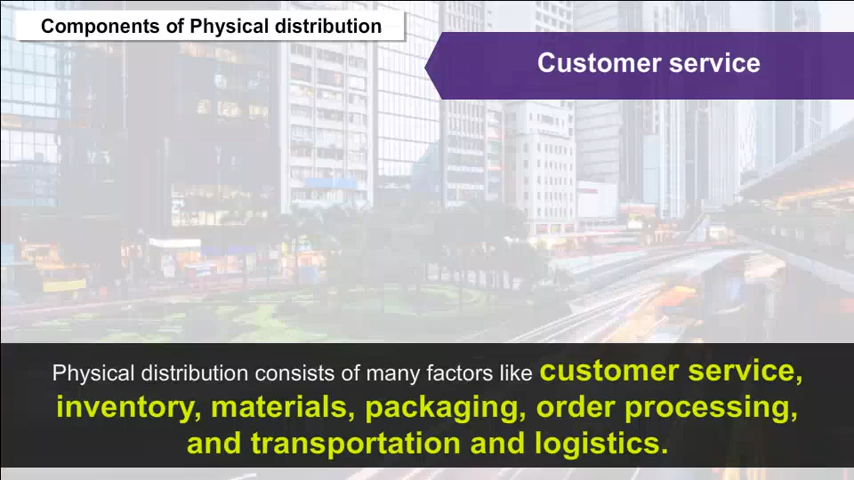 Components of Physical distribution
Customer service
Physical distribution consists of many factors like customer service,
inventory, materials, packaging, order processing,
and transportation and logistics.